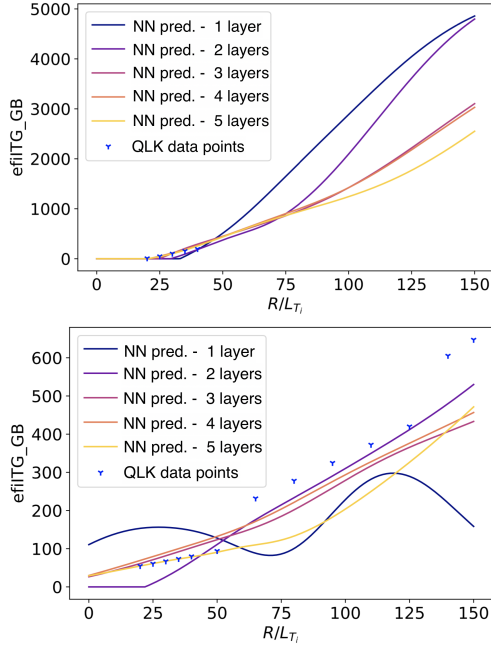 5000
4000
3000
2000
1000
0
efiITG_GB
NN pred. - 1 layer
NN pred. - 2 layers
NN pred. - 3 layers
NN pred. - 4 layers
NN pred. - 5 layers
QLK data points
0 25 50 75 100 125 150
R/L_{T_i}
600
500
400
300
200
100
0
efiITG_GB
NN pred. - 1 layer
NN pred. - 2 layers
NN pred. - 3 layers
NN pred. - 4 layers
NN pred. - 5 layers
QLK data points
0 25 50 75 100 125 150
R/L_{T_i}